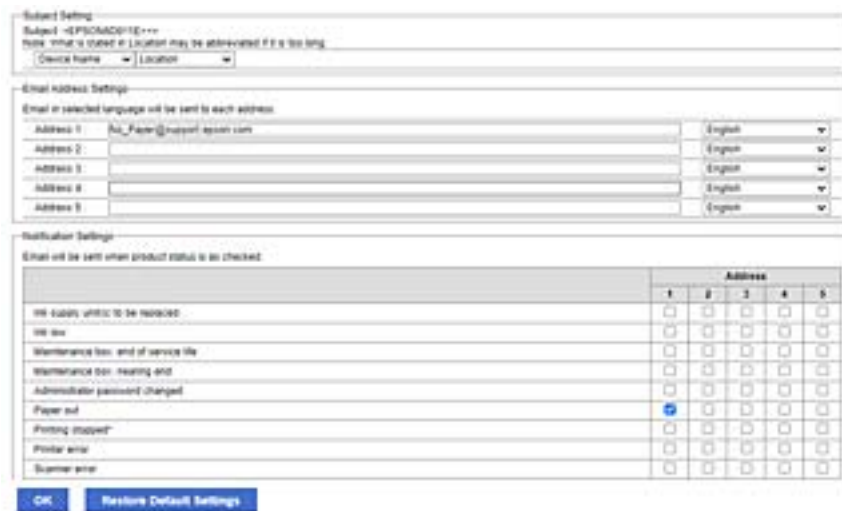 Subject Setting
Subject :
Note: What is stated in Location may be abbreviated if it is too long.
Device Name Location
Email Address Settings
Email in selected language will be sent to each address.
Address 1 No_Paper@support.epson.com English
Address 2 English
Address 3 English
Address 4 English
Address 5 English
Notification Settings
Email will be sent when product status is as checked.
Address
1 2 3 4 5
Ink supply unit(s) to be replaced
Ink low
Maintenance box: end of service life
Maintenance box: nearing end
Administrator password changed
Paper out
Printing stopped*
Printer error
Scanner error
OK Restore Default Settings